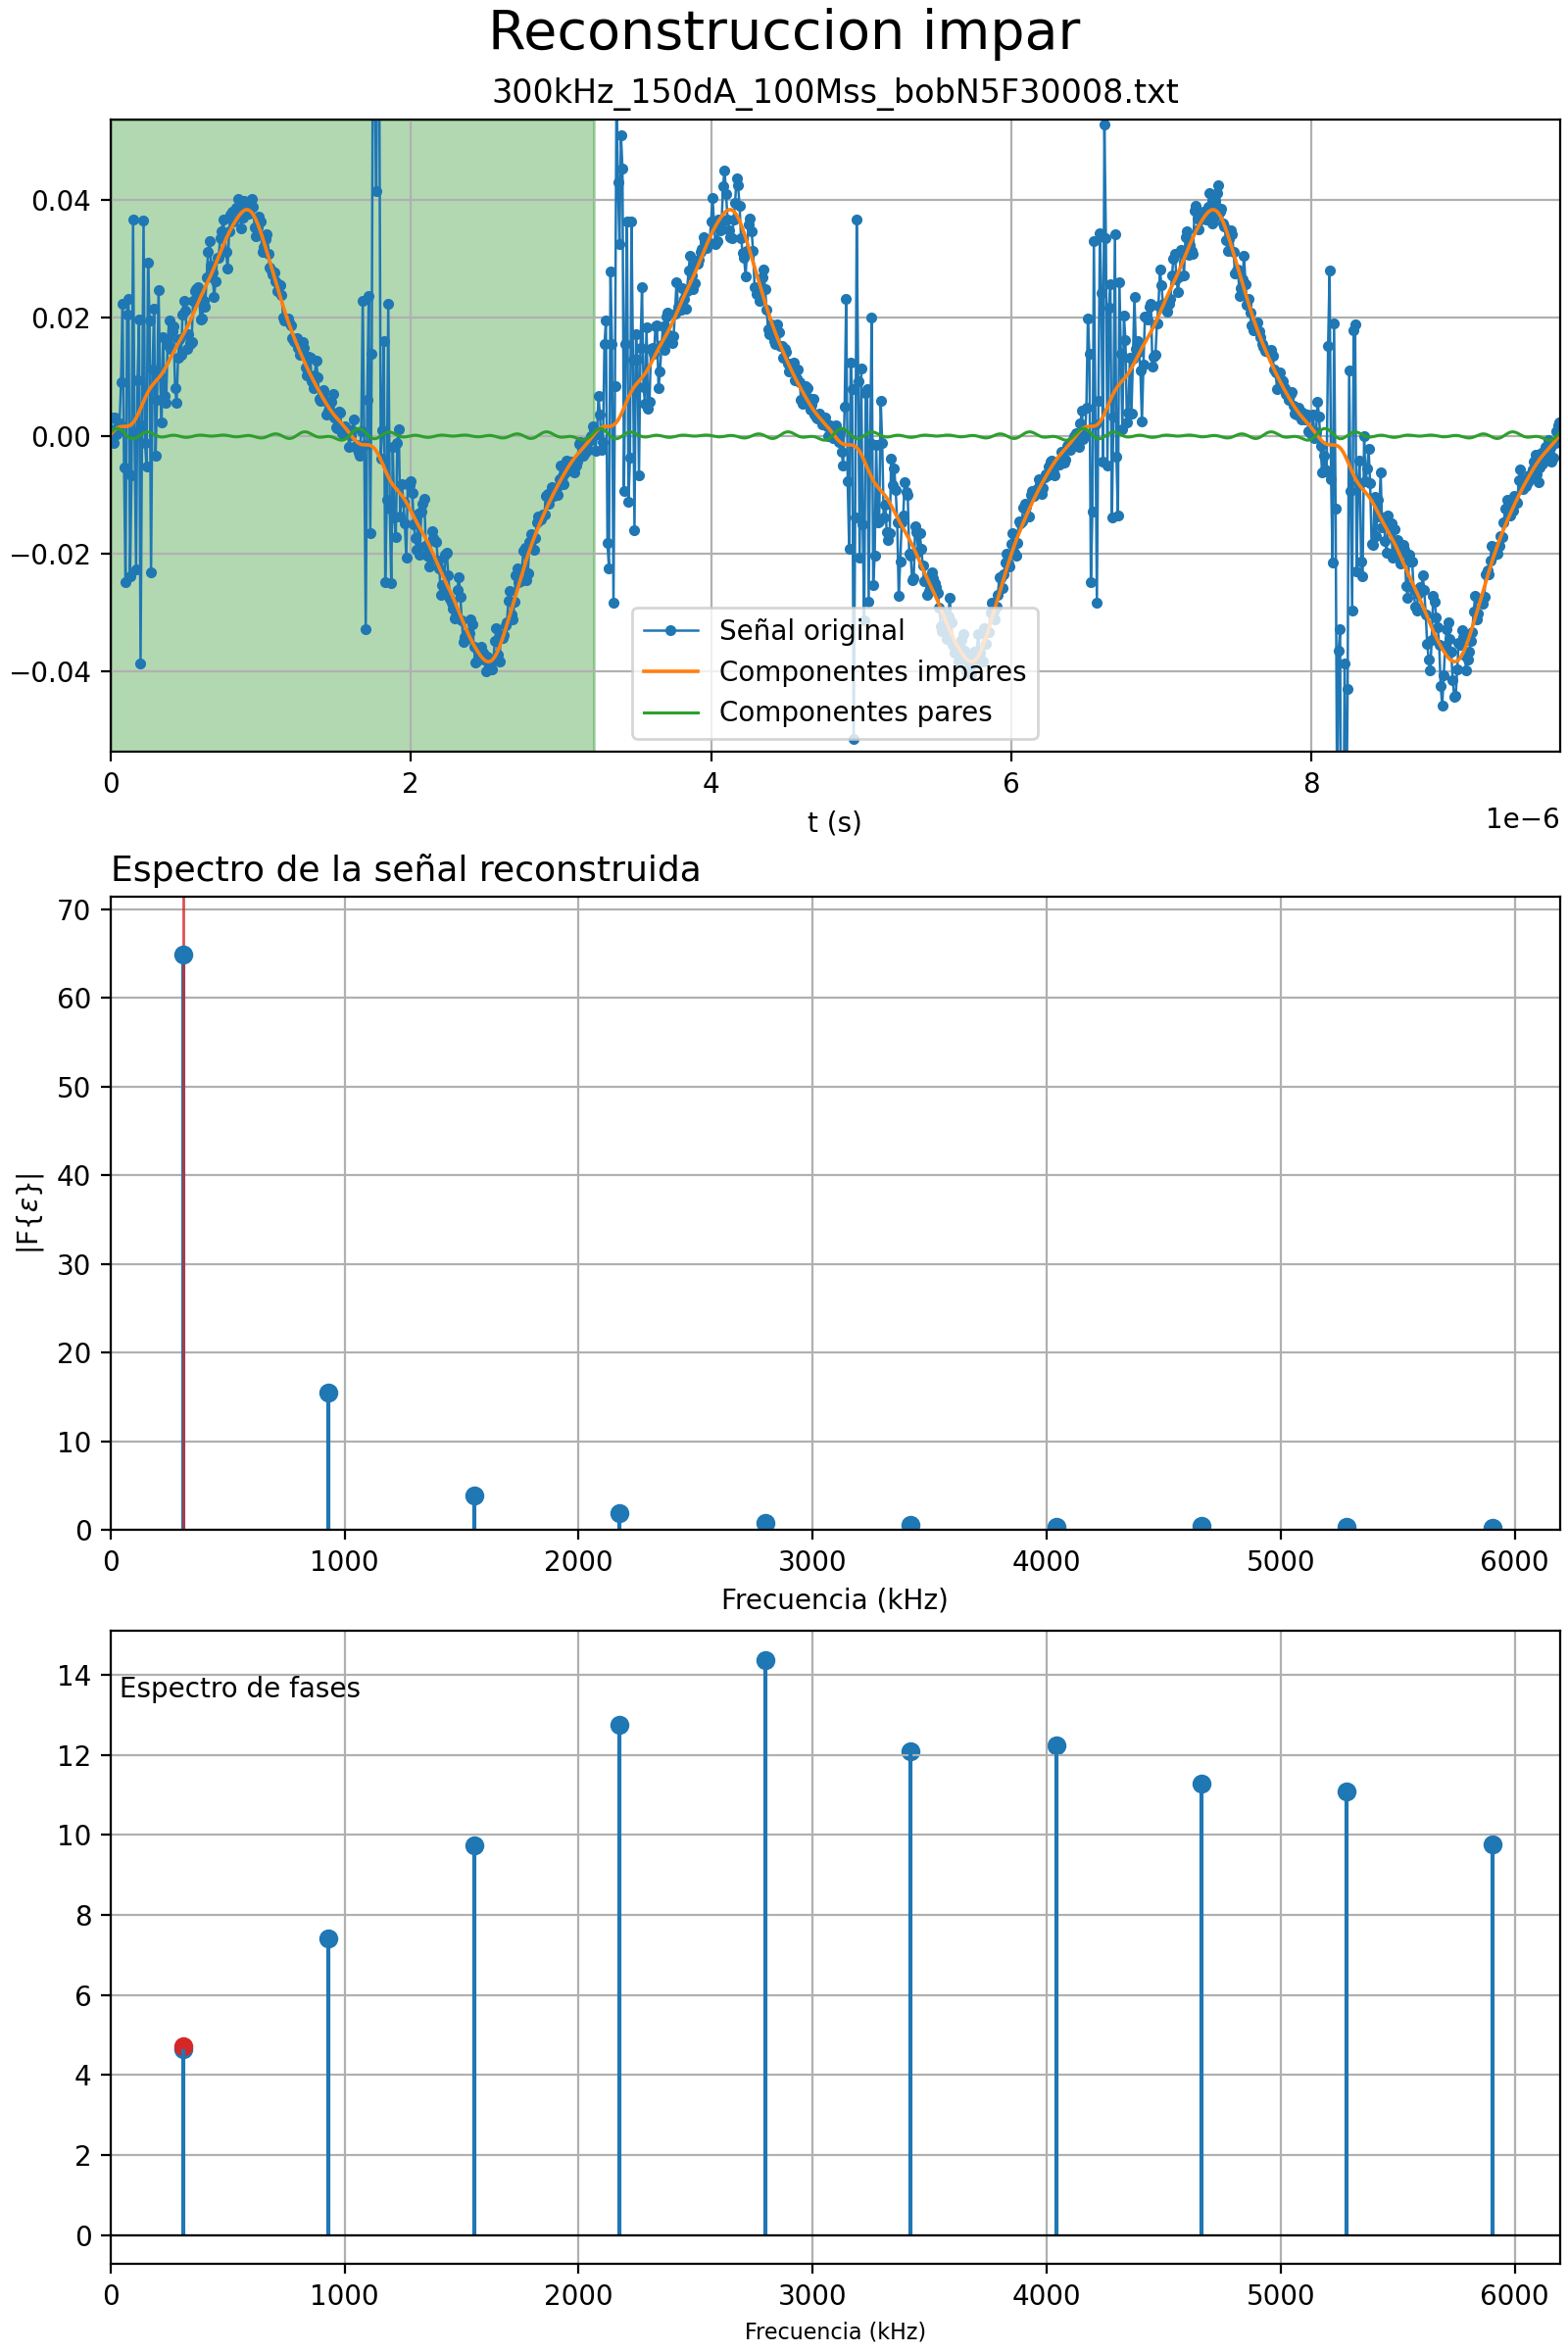 Reconstruccion impar
300kHz_150dA_100Mss_bobN5F30008.txt
0.04
0.02
0.00
−0.02
−0.04
Señal original
Componentes impares
Componentes pares
0 2 4 6 8
t (s)
1e−6
Espectro de la señal reconstruida
70
60
50
40
30
20
10
0
|F{ε}|
0 1000 2000 3000 4000 5000 6000
Frecuencia (kHz)
Espectro de fases
14
12
10
8
6
4
2
0
0 1000 2000 3000 4000 5000 6000
Frecuencia (kHz)